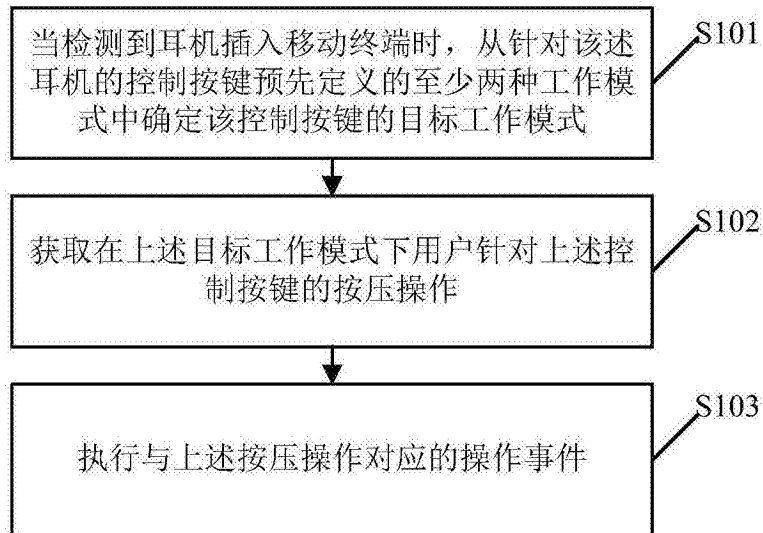 当检测到耳机插入移动终端时，从针对该述
耳机的控制按键预先定义的至少两种工作模
式中确定该控制按键的目标工作模式
S101
获取在上述目标工作模式下用户针对上述控
制按键的按压操作
S102
执行与上述按压操作对应的操作事件
S103